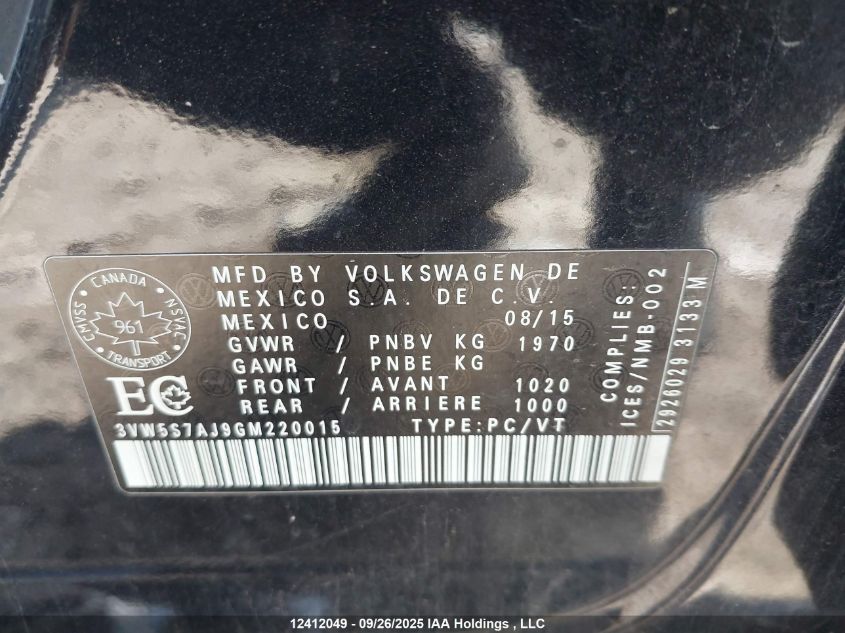 CANADA
CMVSS
NSVAC
961
TRANSPORT
MFD BY VOLKSWAGEN DE
MEXICO S.A. DE C.V.
MEXICO 08/15
GVWR / PNBV KG 1970
GAWR / PNBE KG
FRONT / AVANT 1020
REAR / ARRIERE 1000
EC
3VW5S7AJ9GM220015 TYPE:PC/VT
COMPLIES:
ICES/NMB-002
2926029 3133 M
12412049 - 09/26/2025 IAA Holdings , LLC